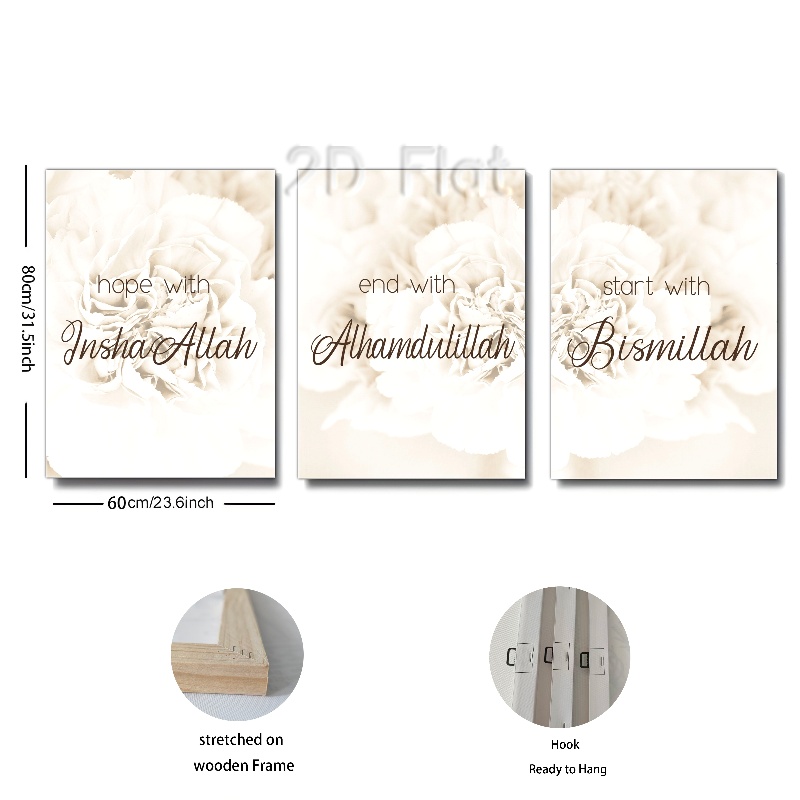 2D Flat
80cm/31.5inch
hope with
InshaAllah
end with
Alhamdulillah
start with
Bismillah
60cm/23.6inch
stretched on
wooden Frame
Hook
Ready to Hang